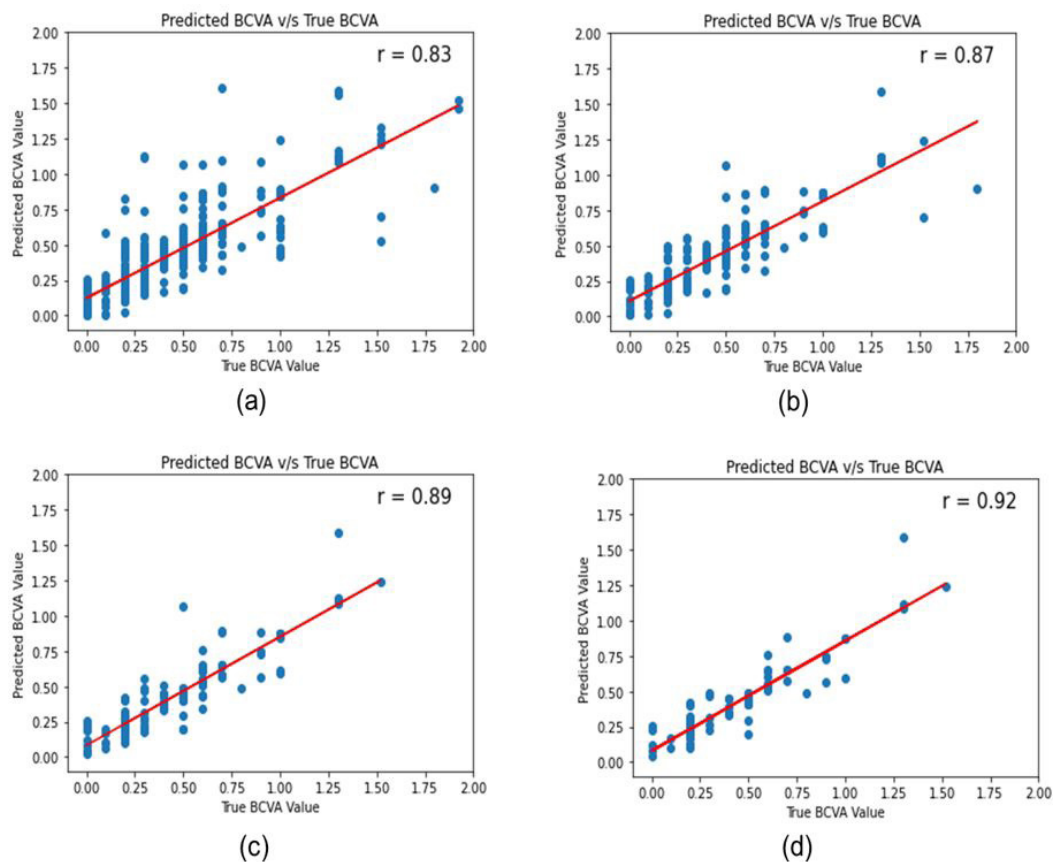 Predicted BCVA v/s True BCVA
r = 0.83
Predicted BCVA Value
2.00
1.75
1.50
1.25
1.00
0.75
0.50
0.25
0.00
0.00 0.25 0.50 0.75 1.00 1.25 1.50 1.75 2.00
True BCVA Value
(a)
Predicted BCVA v/s True BCVA
r = 0.87
Predicted BCVA Value
2.00
1.75
1.50
1.25
1.00
0.75
0.50
0.25
0.00
0.00 0.25 0.50 0.75 1.00 1.25 1.50 1.75 2.00
True BCVA Value
(b)
Predicted BCVA v/s True BCVA
r = 0.89
Predicted BCVA Value
2.00
1.75
1.50
1.25
1.00
0.75
0.50
0.25
0.00
0.00 0.25 0.50 0.75 1.00 1.25 1.50 1.75 2.00
True BCVA Value
(c)
Predicted BCVA v/s True BCVA
r = 0.92
Predicted BCVA Value
2.00
1.75
1.50
1.25
1.00
0.75
0.50
0.25
0.00
0.00 0.25 0.50 0.75 1.00 1.25 1.50 1.75 2.00
True BCVA Value
(d)